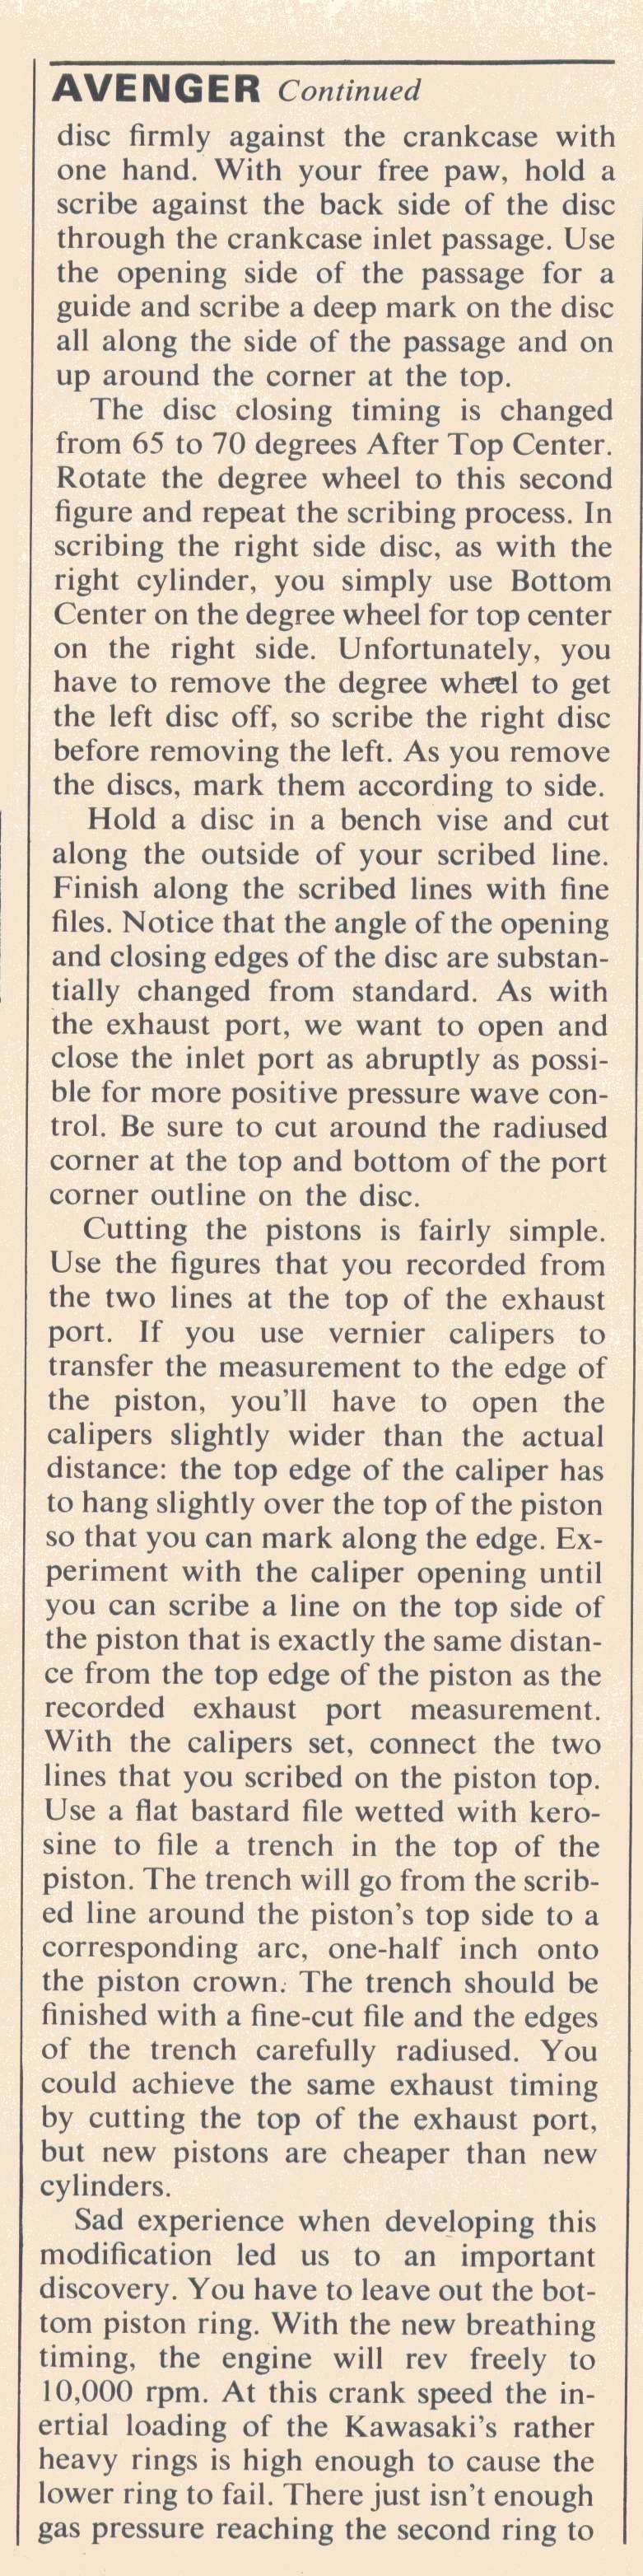 AVENGER Continued
disc firmly against the crankcase with
one hand. With your free paw, hold a
scribe against the back side of the disc
through the crankcase inlet passage. Use
the opening side of the passage for a
guide and scribe a deep mark on the disc
all along the side of the passage and on
up around the corner at the top.
The disc closing timing is changed
from 65 to 70 degrees After Top Center.
Rotate the degree wheel to this second
figure and repeat the scribing process. In
scribing the right side disc, as with the
right cylinder, you simply use Bottom
Center on the degree wheel for top center
on the right side. Unfortunately, you
have to remove the degree wheel to get
the left disc off, so scribe the right disc
before removing the left. As you remove
the discs, mark them according to side.
Hold a disc in a bench vise and cut
along the outside of your scribed line.
Finish along the scribed lines with fine
files. Notice that the angle of the opening
and closing edges of the disc are substan-
tially changed from standard. As with
the exhaust port, we want to open and
close the inlet port as abruptly as possi-
ble for more positive pressure wave con-
trol. Be sure to cut around the radiused
corner at the top and bottom of the port
corner outline on the disc.
Cutting the pistons is fairly simple.
Use the figures that you recorded from
the two lines at the top of the exhaust
port. If you use vernier calipers to
transfer the measurement to the edge of
the piston, you'll have to open the
calipers slightly wider than the actual
distance: the top edge of the caliper has
to hang slightly over the top of the piston
so that you can mark along the edge. Ex-
periment with the caliper opening until
you can scribe a line on the top side of
the piston that is exactly the same distan-
ce from the top edge of the piston as the
recorded exhaust port measurement.
With the calipers set, connect the two
lines that you scribed on the piston top.
Use a flat bastard file wetted with kero-
sine to file a trench in the top of the
piston. The trench will go from the scrib-
ed line around the piston's top side to a
corresponding arc, one-half inch onto
the piston crown. The trench should be
finished with a fine-cut file and the edges
of the trench carefully radiused. You
could achieve the same exhaust timing
by cutting the top of the exhaust port,
but new pistons are cheaper than new
cylinders.
Sad experience when developing this
modification led us to an important
discovery. You have to leave out the bot-
tom piston ring. With the new breathing
timing, the engine will rev freely to
10,000 rpm. At this crank speed the in-
ertial loading of the Kawasaki's rather
heavy rings is high enough to cause the
lower ring to fail. There just isn't enough
gas pressure reaching the second ring to